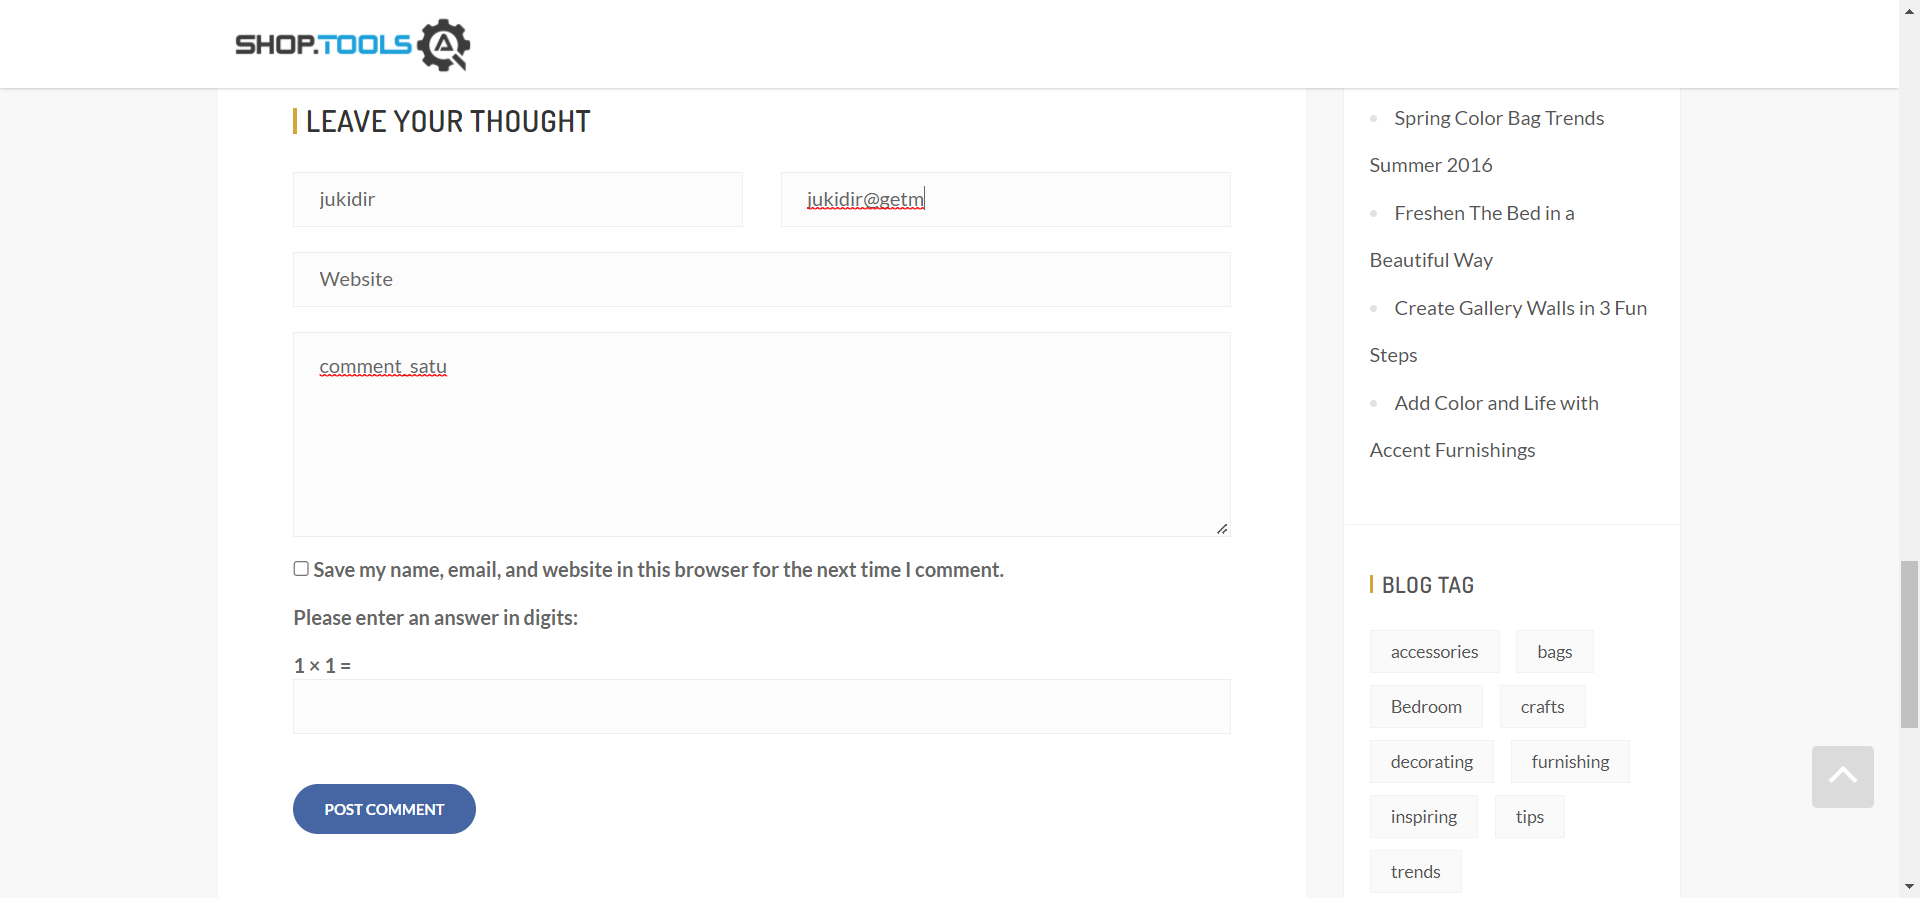 SHOP.TOOLS
LEAVE YOUR THOUGHT
jukidir
jukidir@getm
Website
comment_satu
Save my name, email, and website in this browser for the next time I comment.
Please enter an answer in digits:
1 × 1 =
POST COMMENT
Spring Color Bag Trends
Summer 2016
Freshen The Bed in a
Beautiful Way
Create Gallery Walls in 3 Fun
Steps
Add Color and Life with
Accent Furnishings
BLOG TAG
accessories
bags
Bedroom
crafts
decorating
furnishing
inspiring
tips
trends